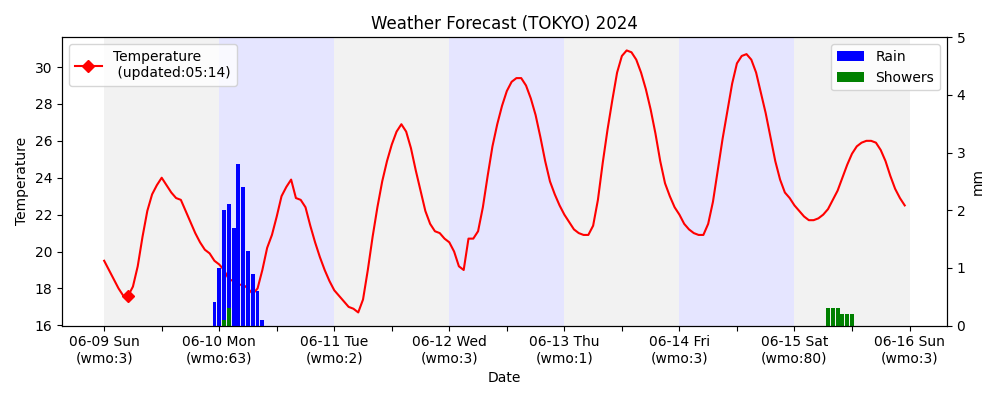 Weather Forecast (TOKYO) 2024
Temperature
(updated:05:14)
Rain
Showers
Temperature
30
28
26
24
22
20
18
16
5
4
3
2
1
0
mm
06-09 Sun
(wmo:3)
06-10 Mon
(wmo:63)
06-11 Tue
(wmo:2)
06-12 Wed
(wmo:3)
06-13 Thu
(wmo:1)
06-14 Fri
(wmo:3)
06-15 Sat
(wmo:80)
06-16 Sun
(wmo:3)
Date